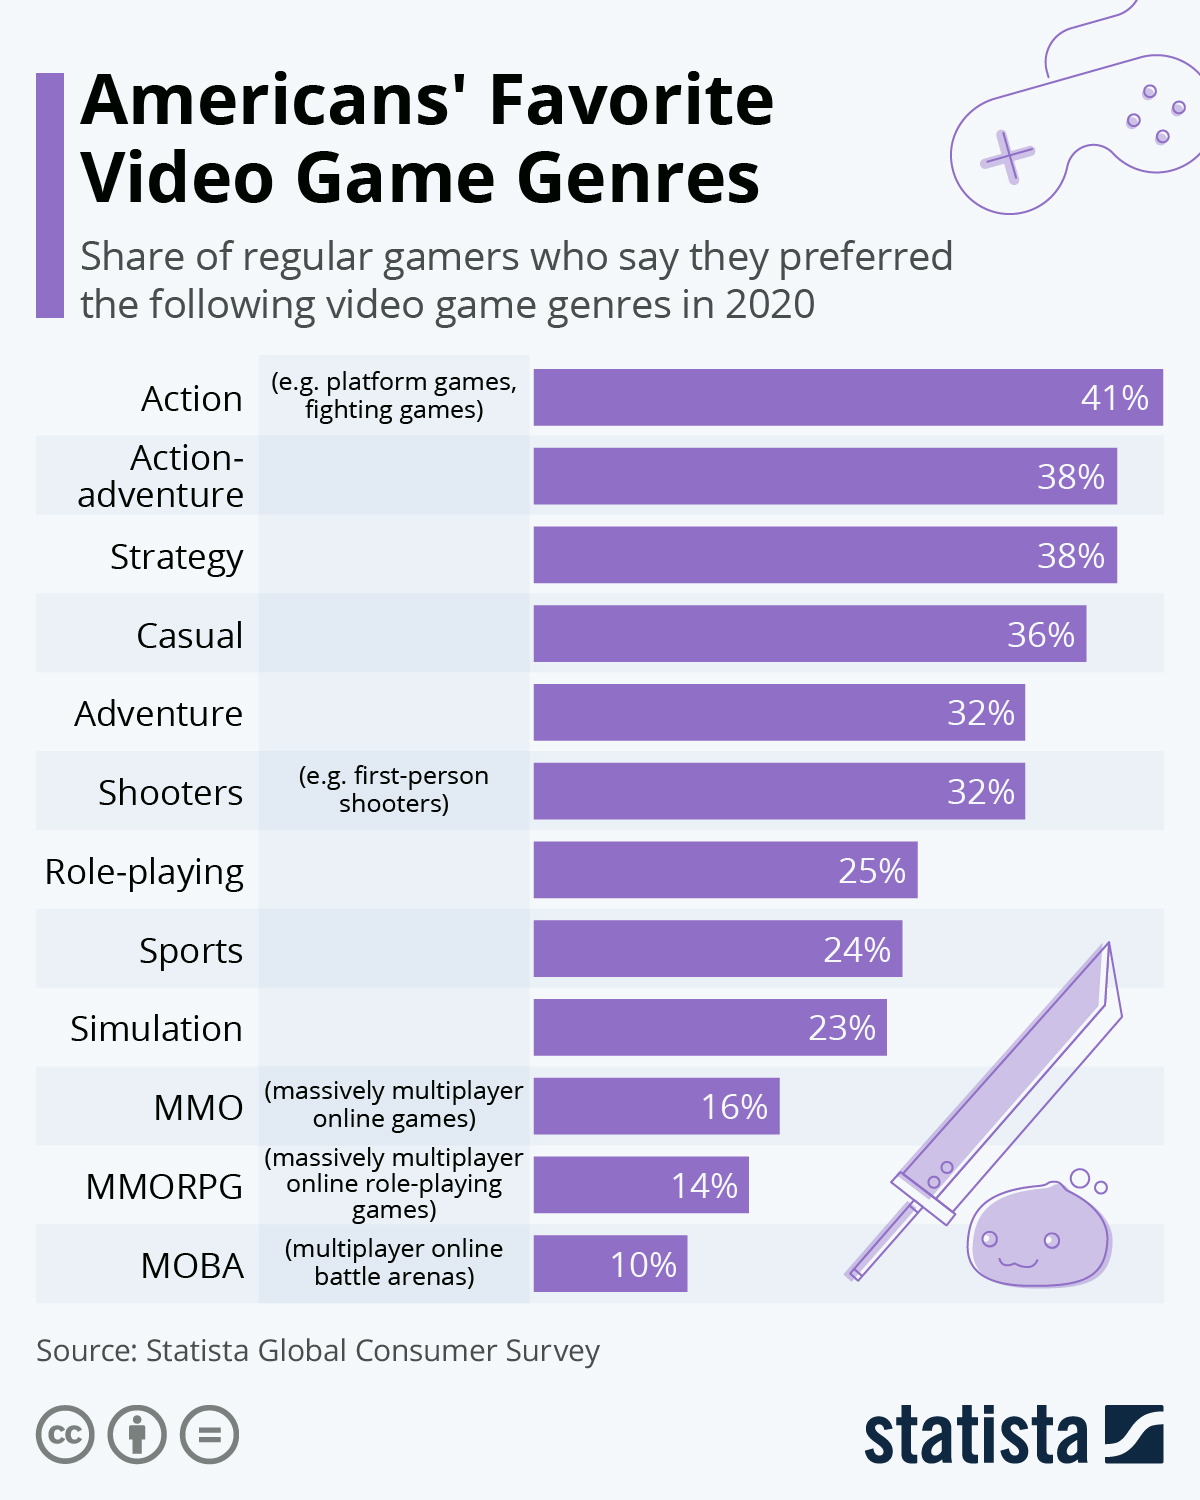 Americans' Favorite
Video Game Genres
Share of regular gamers who say they preferred
the following video game genres in 2020
Action
(e.g. platform games,
fighting games)
41%
Action-
adventure
38%
Strategy
38%
Casual
36%
Adventure
32%
Shooters
(e.g. first-person
shooters)
32%
Role-playing
25%
Sports
24%
Simulation
23%
MMO
(massively multiplayer
online games)
16%
MMORPG
(massively multiplayer
online role-playing
games)
14%
MOBA
(multiplayer online
battle arenas)
10%
Source: Statista Global Consumer Survey
cc
statista